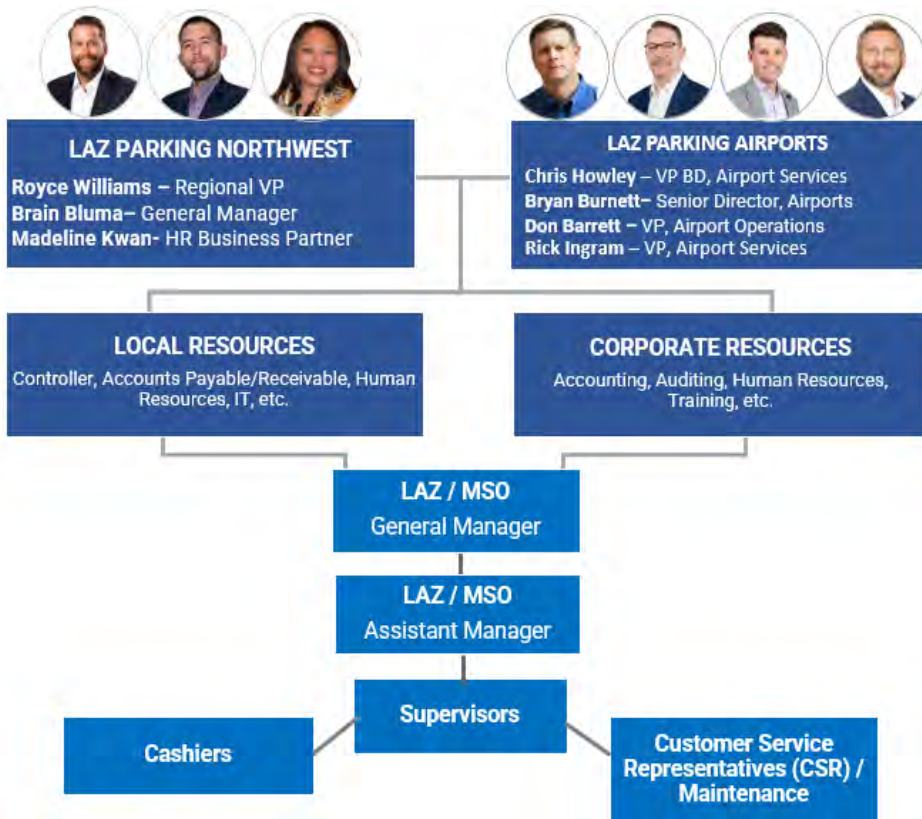 LAZ PARKING NORTHWEST
Royce Williams – Regional VP
Brain Bluma– General Manager
Madeline Kwan- HR Business Partner
LAZ PARKING AIRPORTS
Chris Howley – VP BD, Airport Services
Bryan Burnett– Senior Director, Airports
Don Barrett – VP, Airport Operations
Rick Ingram – VP, Airport Services
LOCAL RESOURCES
Controller, Accounts Payable/Receivable, Human
Resources, IT, etc.
CORPORATE RESOURCES
Accounting, Auditing, Human Resources,
Training, etc.
LAZ / MSO
General Manager
LAZ / MSO
Assistant Manager
Supervisors
Cashiers
Customer Service
Representatives (CSR) /
Maintenance